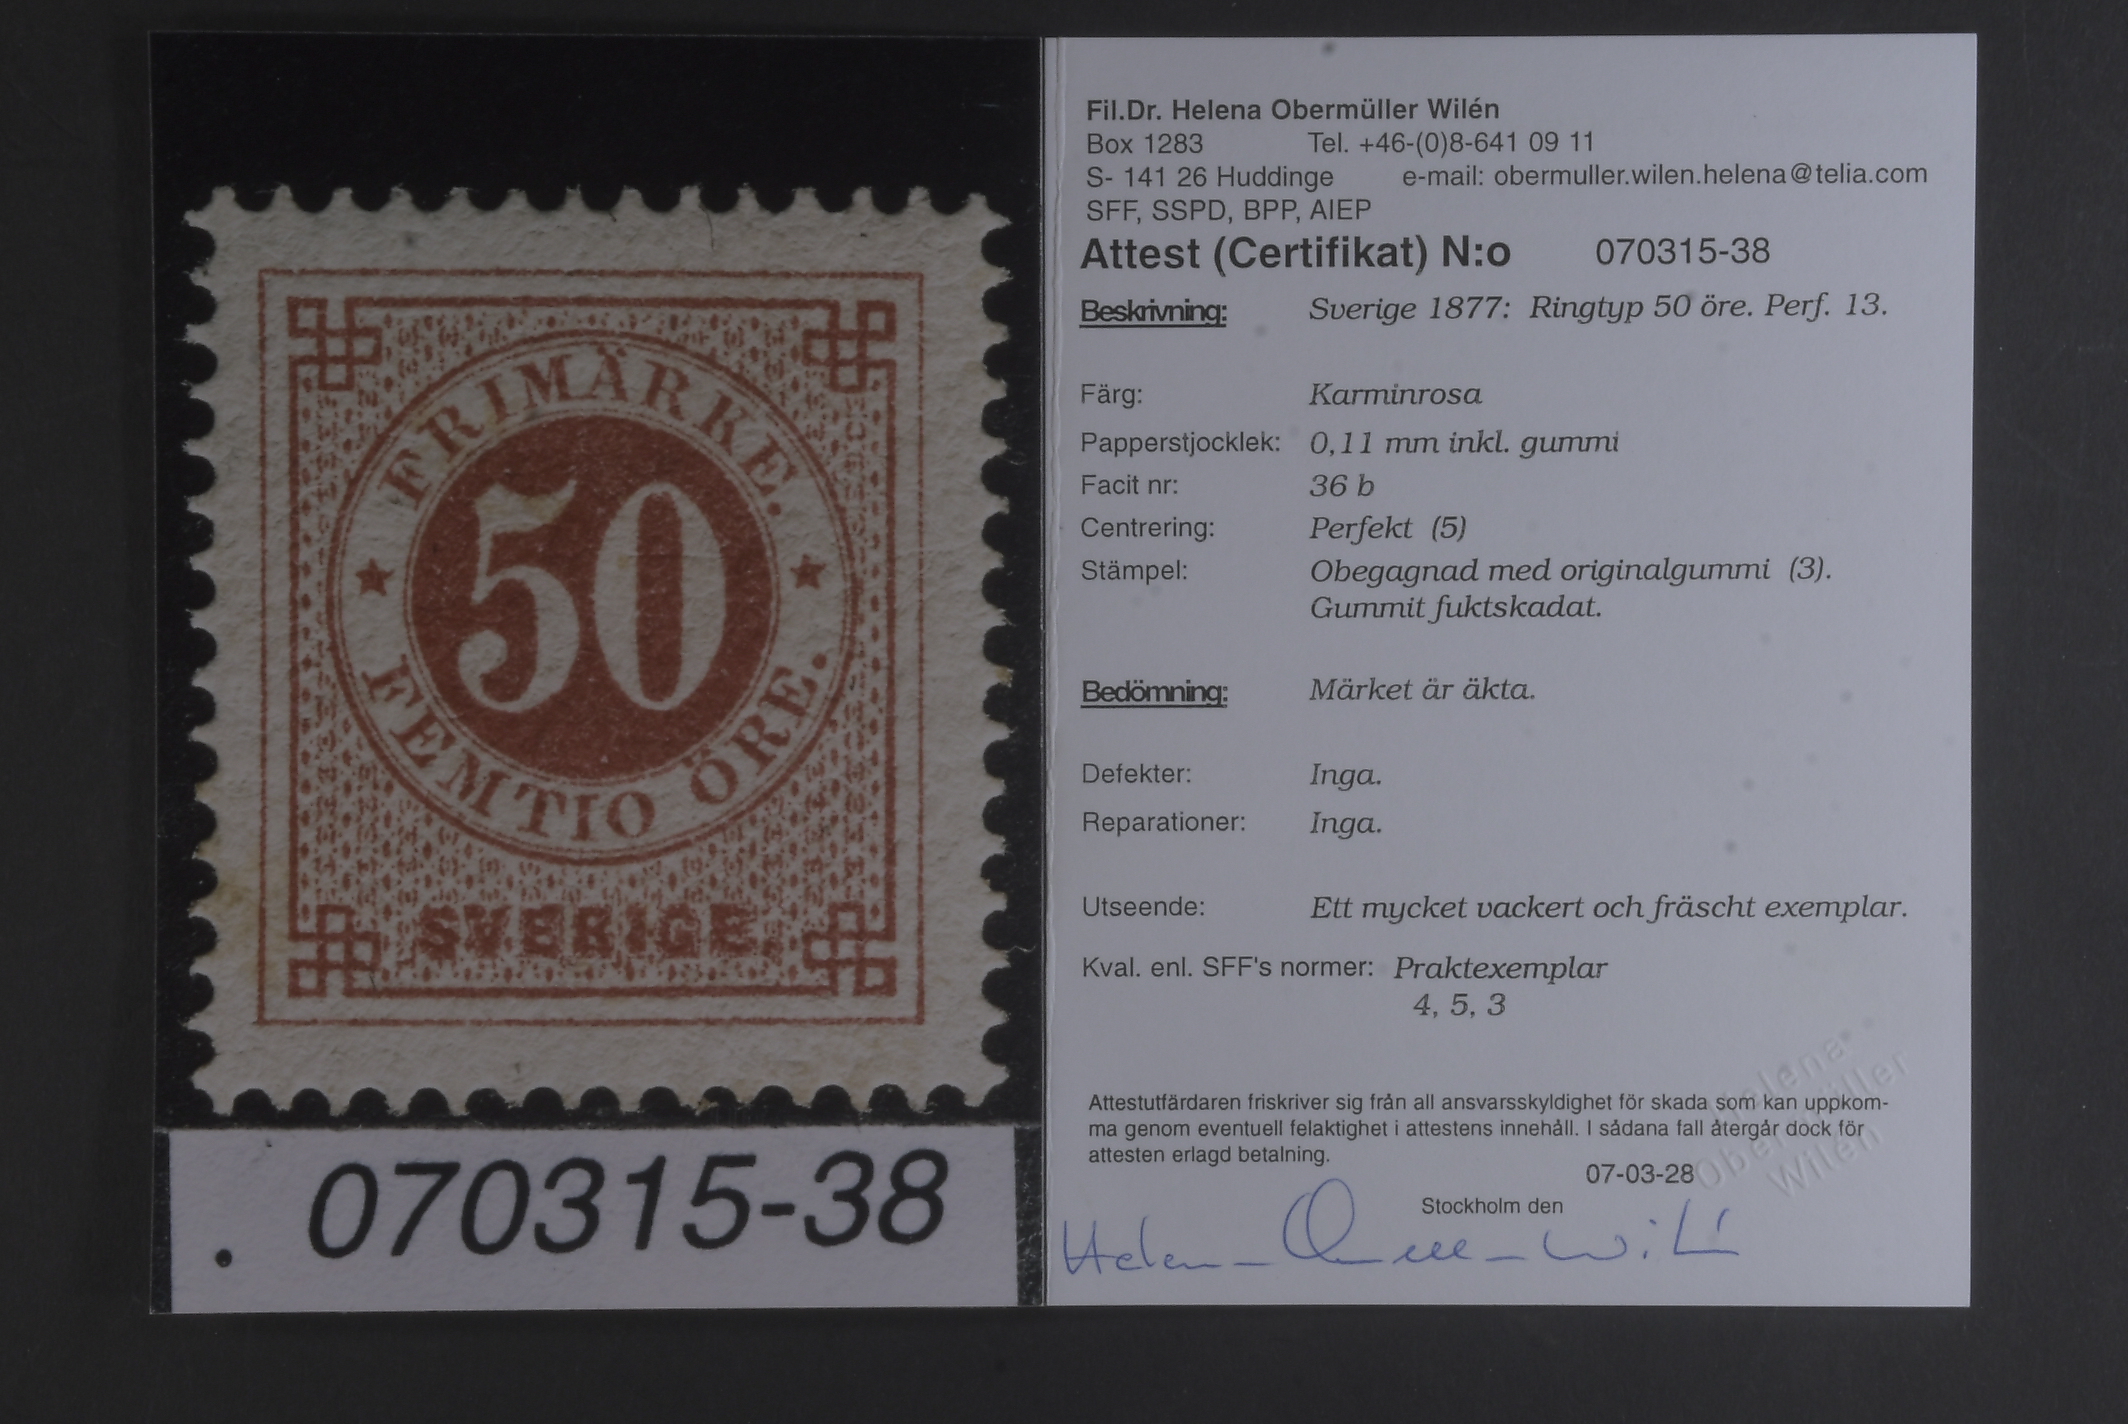 FRIMÄRKE.
50
FEMTIO ÖRE.
SVERIGE.
. 070315-38
Fil.Dr. Helena Obermüller Wilén
Box 1283 Tel. +46-(0)8-641 09 11
S- 141 26 Huddinge e-mail: obermuller.wilen.helena@telia.com
SFF, SSPD, BPP, AIEP
Attest (Certifikat) N:o 070315-38
Beskrivning: Sverige 1877: Ringtyp 50 öre. Perf. 13.
Färg: Karminrosa
Papperstjocklek: 0,11 mm inkl. gummi
Facit nr: 36 b
Centrering: Perfekt (5)
Stämpel: Obegagnad med originalgummi (3).
Gummit fuktskadat.
Bedömning: Märket är äkta.
Defekter: Inga.
Reparationer: Inga.
Utseende: Ett mycket vackert och fräscht exemplar.
Kval. enl. SFF's normer: Praktexemplar
4, 5, 3
Attestutfärdaren friskriver sig från all ansvarsskyldighet för skada som kan uppkom-
ma genom eventuell felaktighet i attestens innehåll. I sådana fall återgår dock för
attesten erlagd betalning.
07-03-28
Stockholm den
Helena
Obermüller
Wilén